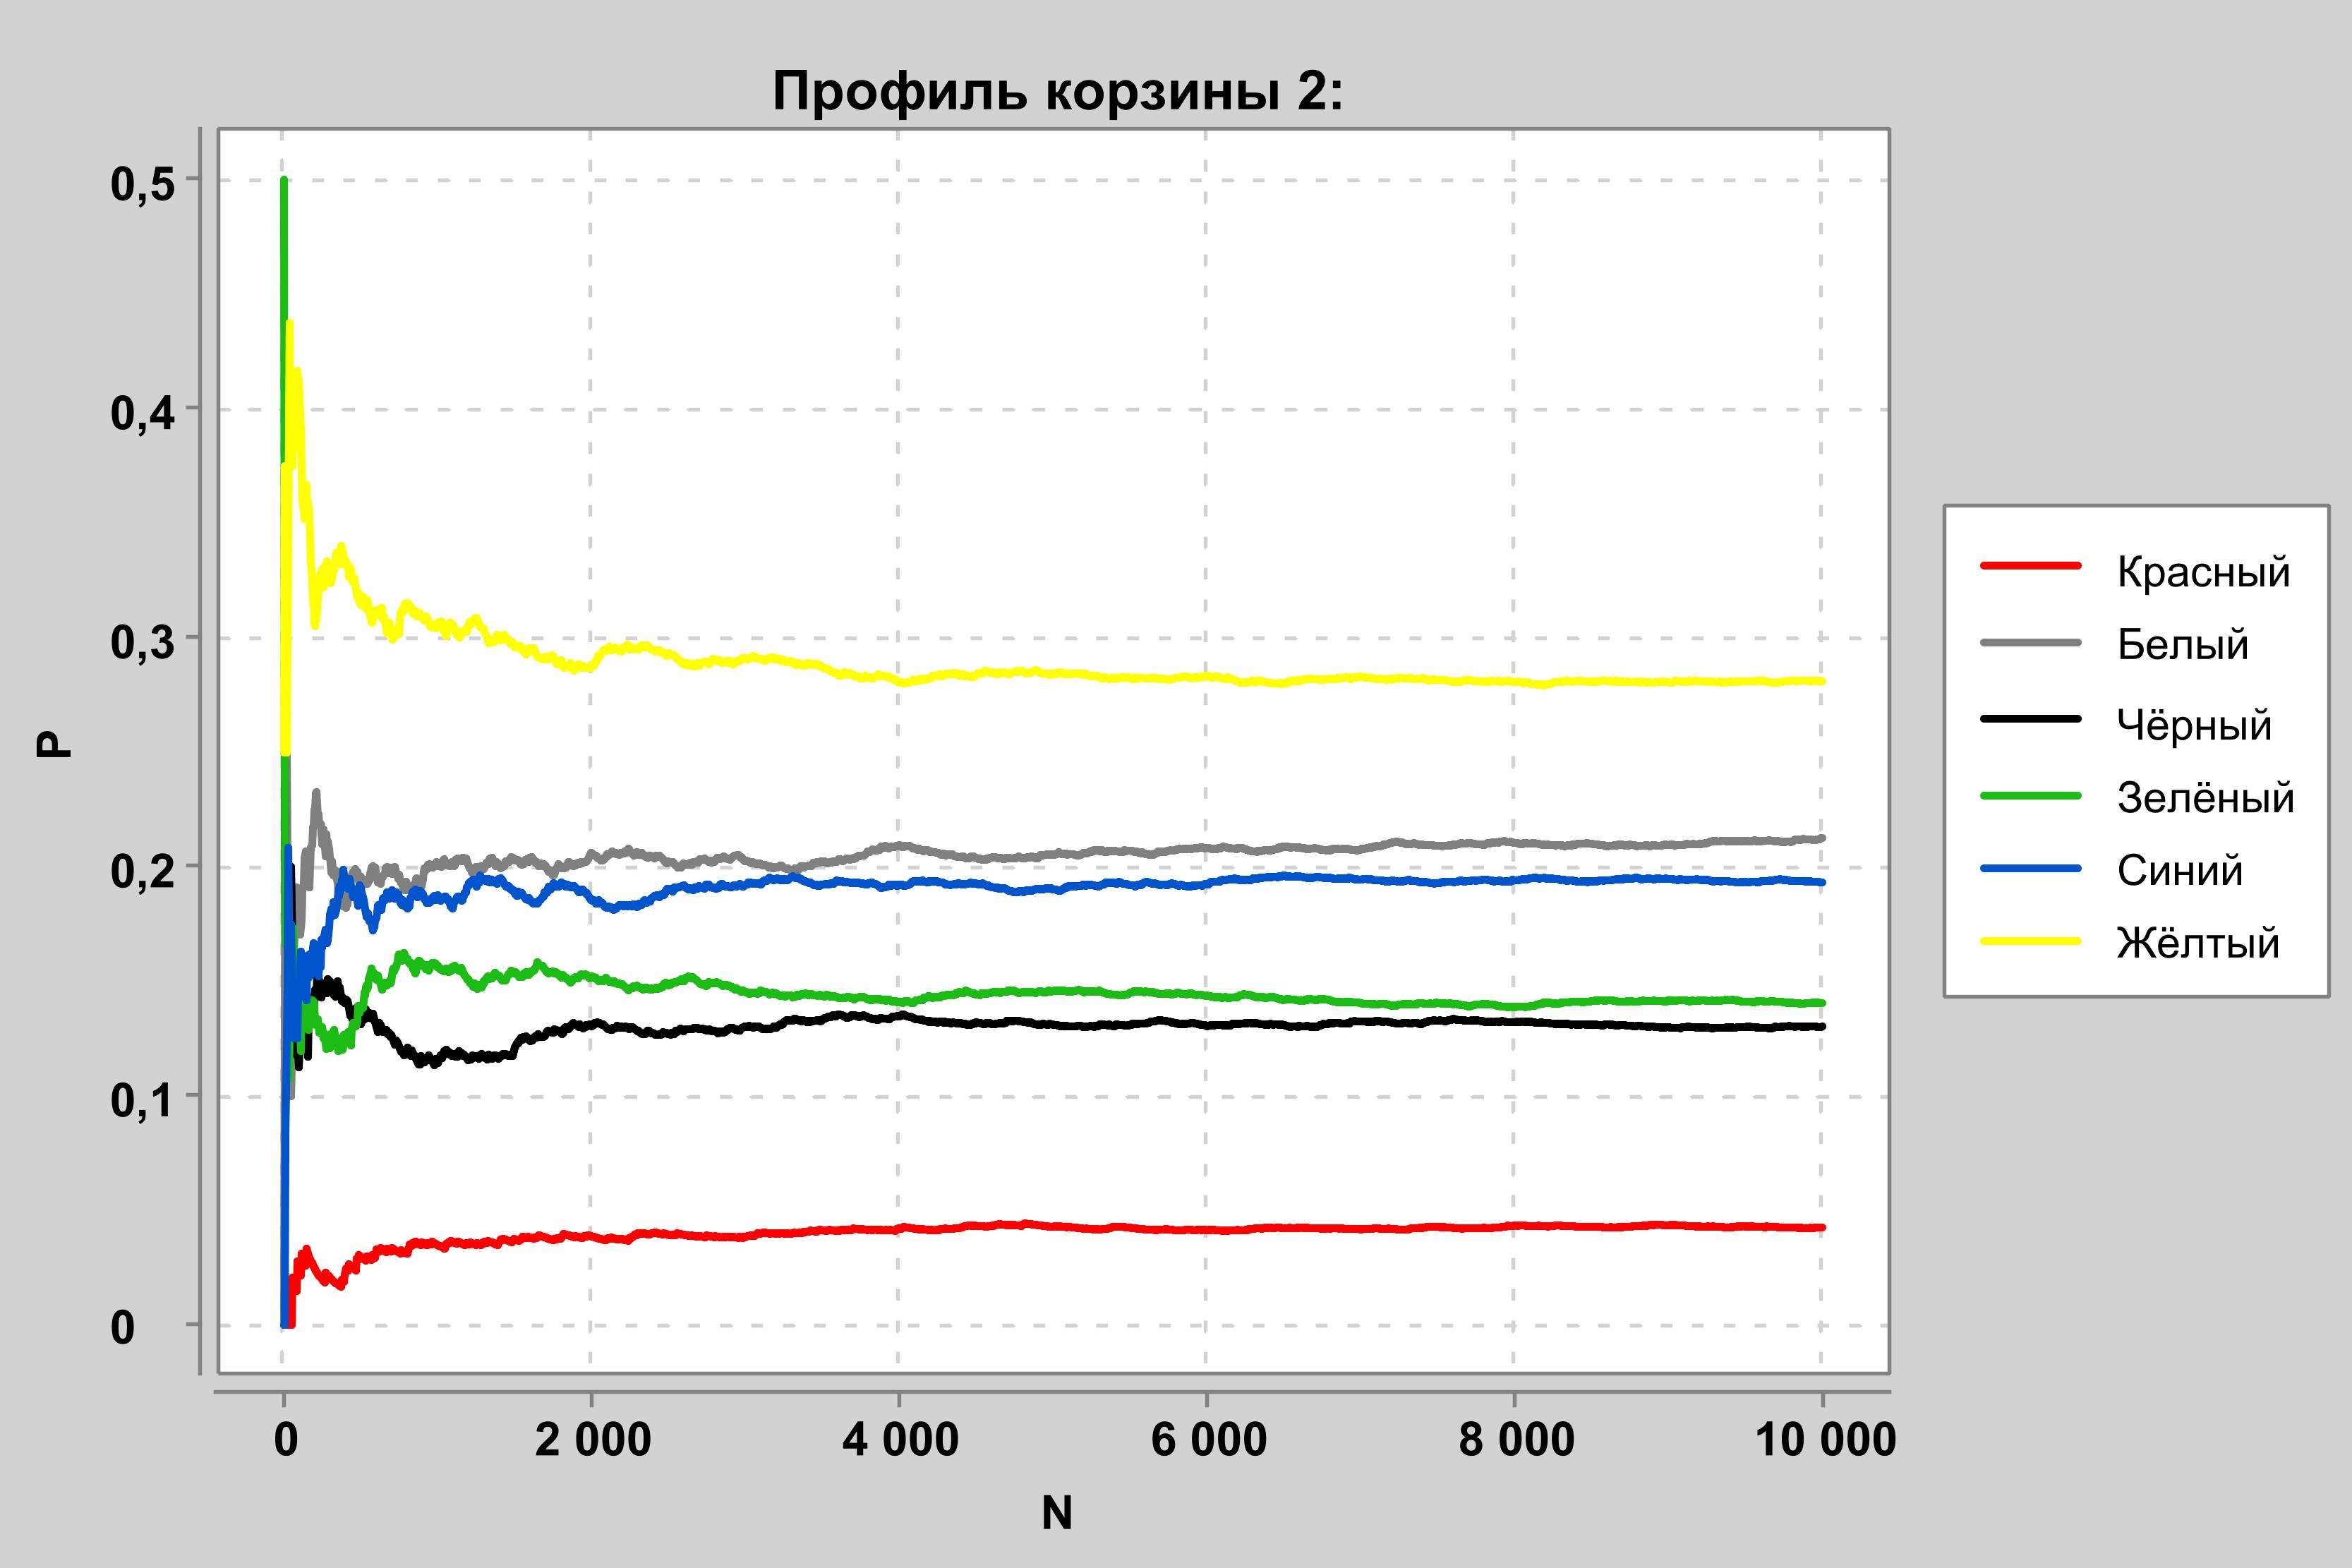 Профиль корзины 2:
0,5
0,4
0,3
0,2
0,1
0
P
0 2 000 4 000 6 000 8 000 10 000
N
Красный
Белый
Чёрный
Зелёный
Синий
Жёлтый